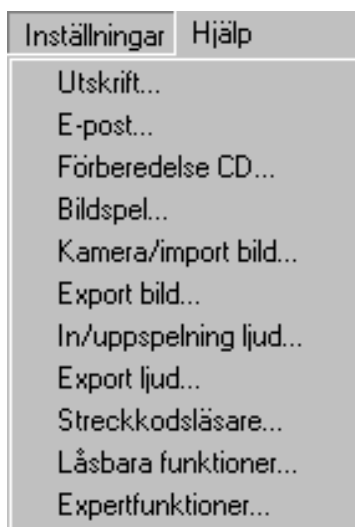 Inställningar Hjälp
Utskrift...
E-post...
Förberedelse CD...
Bildspel...
Kamera/import bild...
Export bild...
In/uppspelning ljud...
Export ljud...
Streckkodsläsare...
Låsbara funktioner...
Expertfunktioner...